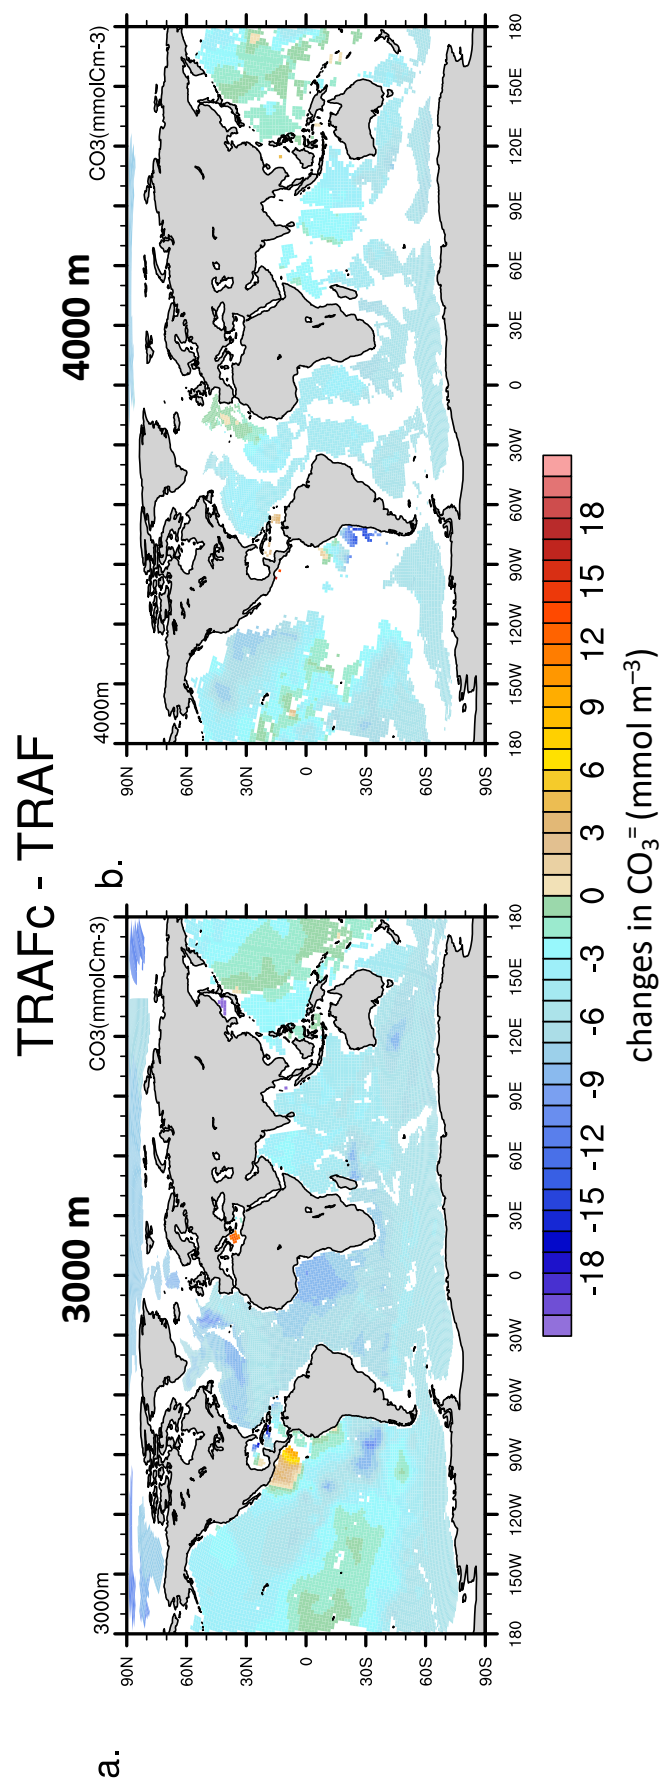 TRAFc - TRAF
a.
3000 m
3000m
CO3(mmolCm-3)
90N
60N
30N
0
30S
60S
90S
180
150W
120W
90W
60W
30W
0
30E
60E
90E
120E
150E
180
b.
4000 m
4000m
CO3(mmolCm-3)
90N
60N
30N
0
30S
60S
90S
180
150W
120W
90W
60W
30W
0
30E
60E
90E
120E
150E
180
-18 -15 -12 -9 -6 -3 0 3 6 9 12 15 18
changes in CO₃⁼ (mmol m⁻³)